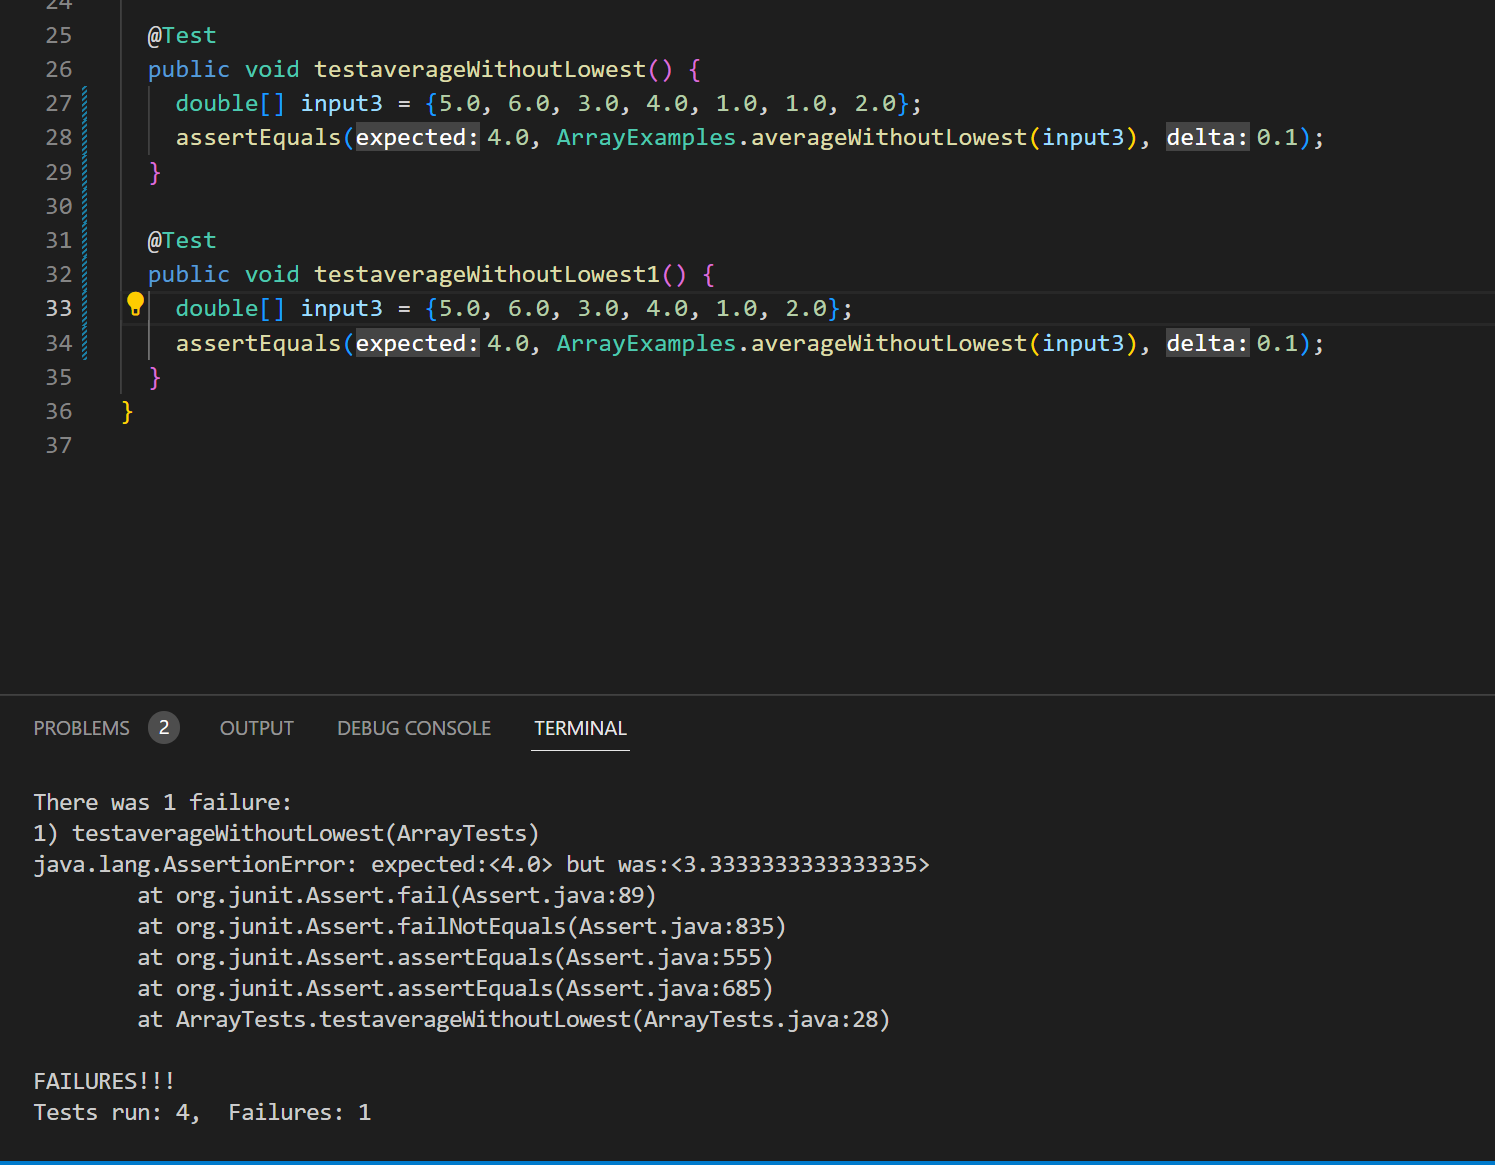 24
25 @Test
26 public void testaverageWithoutLowest() {
27 double[] input3 = {5.0, 6.0, 3.0, 4.0, 1.0, 1.0, 2.0};
28 assertEquals(expected: 4.0, ArrayExamples.averageWithoutLowest(input3), delta: 0.1);
29 }
30
31 @Test
32 public void testaverageWithoutLowest1() {
33 double[] input3 = {5.0, 6.0, 3.0, 4.0, 1.0, 2.0};
34 assertEquals(expected: 4.0, ArrayExamples.averageWithoutLowest(input3), delta: 0.1);
35 }
36 }
37
PROBLEMS 2 OUTPUT DEBUG CONSOLE TERMINAL
There was 1 failure:
1) testaverageWithoutLowest(ArrayTests)
java.lang.AssertionError: expected:<4.0> but was:<3.3333333333333335>
at org.junit.Assert.fail(Assert.java:89)
at org.junit.Assert.failNotEquals(Assert.java:835)
at org.junit.Assert.assertEquals(Assert.java:555)
at org.junit.Assert.assertEquals(Assert.java:685)
at ArrayTests.testaverageWithoutLowest(ArrayTests.java:28)
FAILURES!!!
Tests run: 4,  Failures: 1